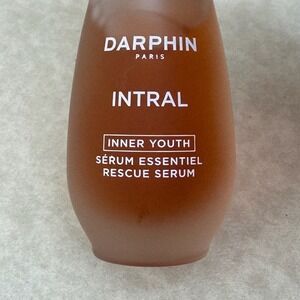 DARPHIN
PARIS
INTRAL
INNER YOUTH
SÉRUM ESSENTIEL
RESCUE SERUM